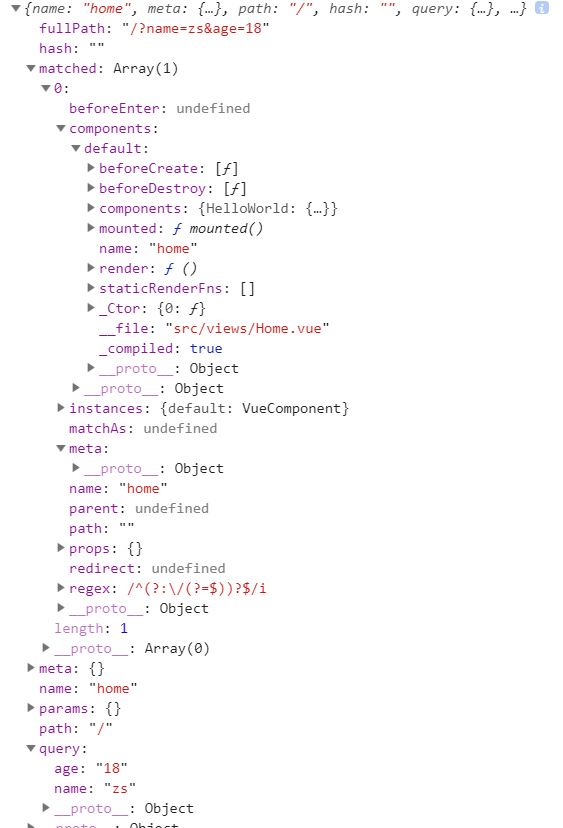 {name: "home", meta: {…}, path: "/", hash: "", query: {…}, …} i
fullPath: "/?name=zs&age=18"
hash: ""
matched: Array(1)
0:
beforeEnter: undefined
components:
default:
beforeCreate: [ƒ]
beforeDestroy: [ƒ]
components: {HelloWorld: {…}}
mounted: ƒ mounted()
name: "home"
render: ƒ ()
staticRenderFns: []
_Ctor: {0: ƒ}
__file: "src/views/Home.vue"
_compiled: true
__proto__: Object
__proto__: Object
instances: {default: VueComponent}
matchAs: undefined
meta:
__proto__: Object
name: "home"
parent: undefined
path: ""
props: {}
redirect: undefined
regex: /^(?:\/(?=$))?$/i
__proto__: Object
length: 1
__proto__: Array(0)
meta: {}
name: "home"
params: {}
path: "/"
query:
age: "18"
name: "zs"
__proto__: Object
__proto__: Object